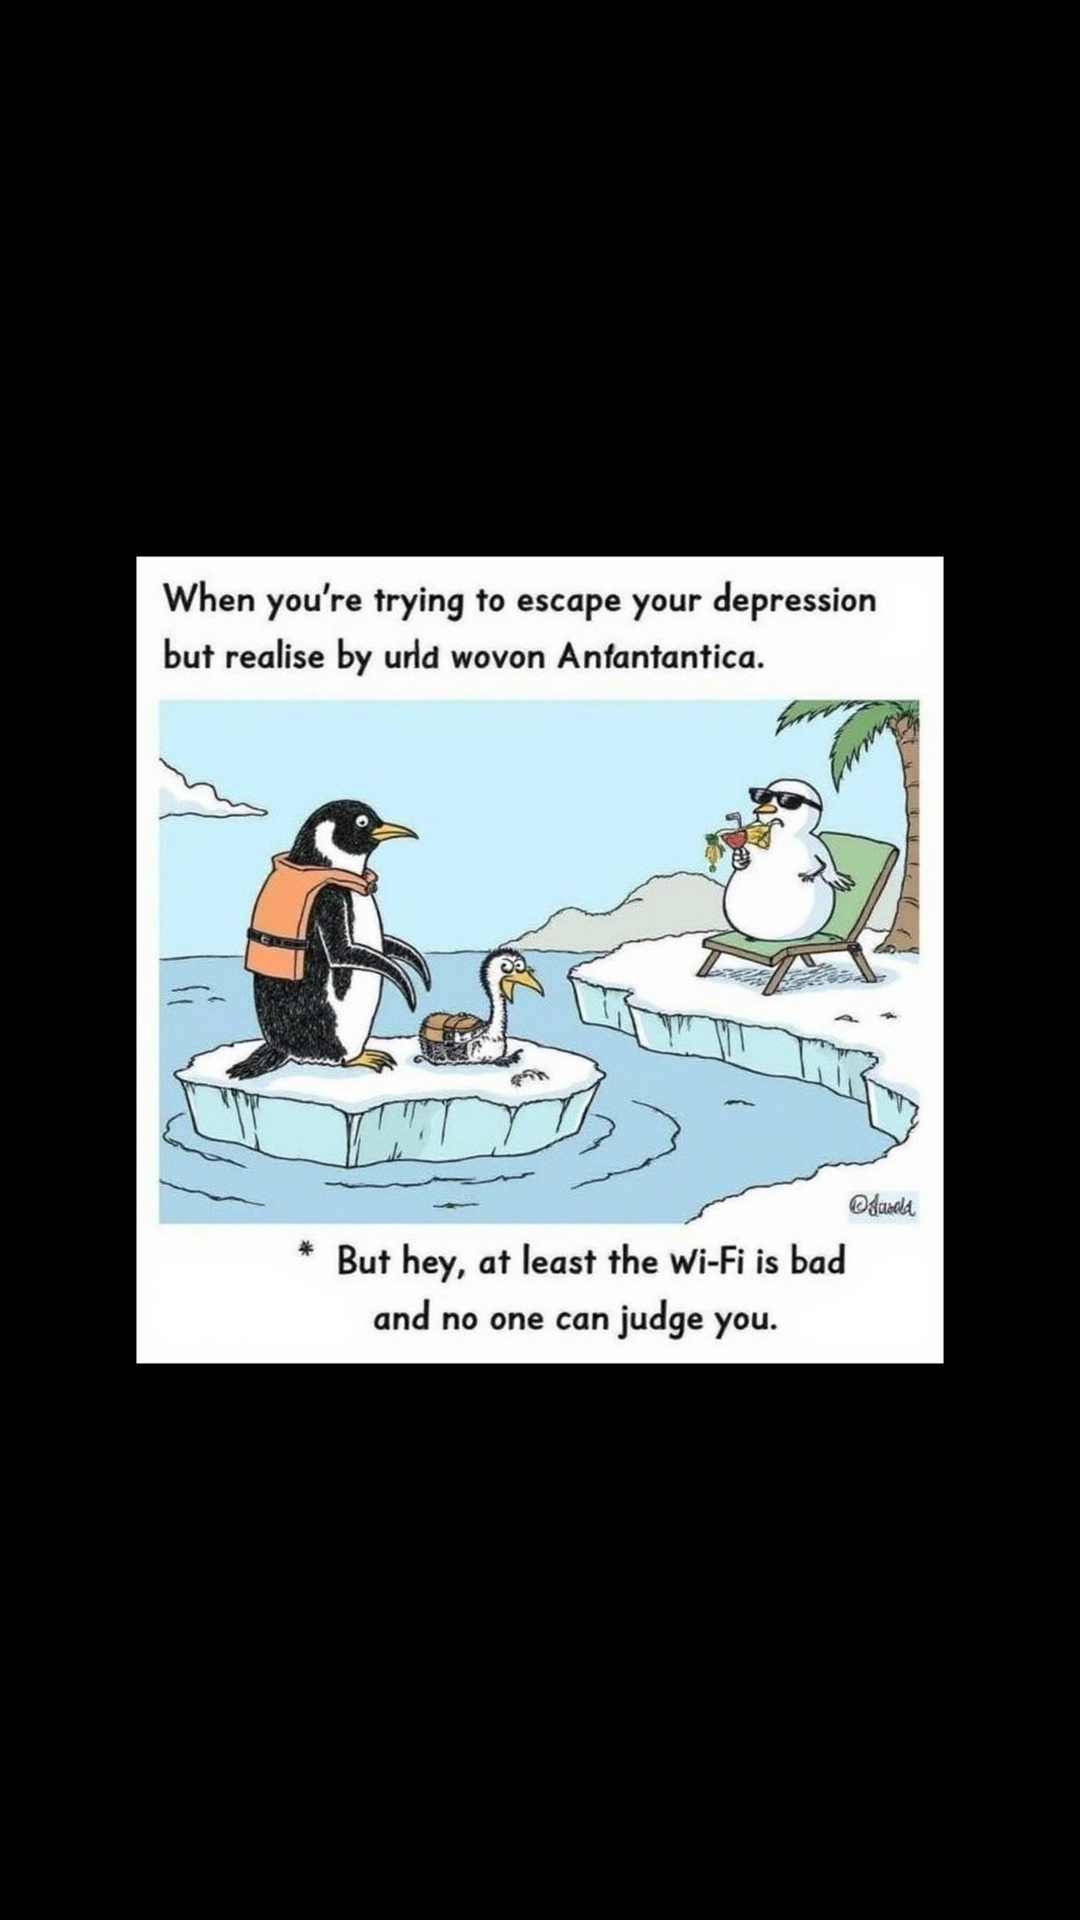 When you're trying to escape your depression
but realise by urld wovon Anfantantica.
* But hey, at least the Wi-Fi is bad
and no one can judge you.